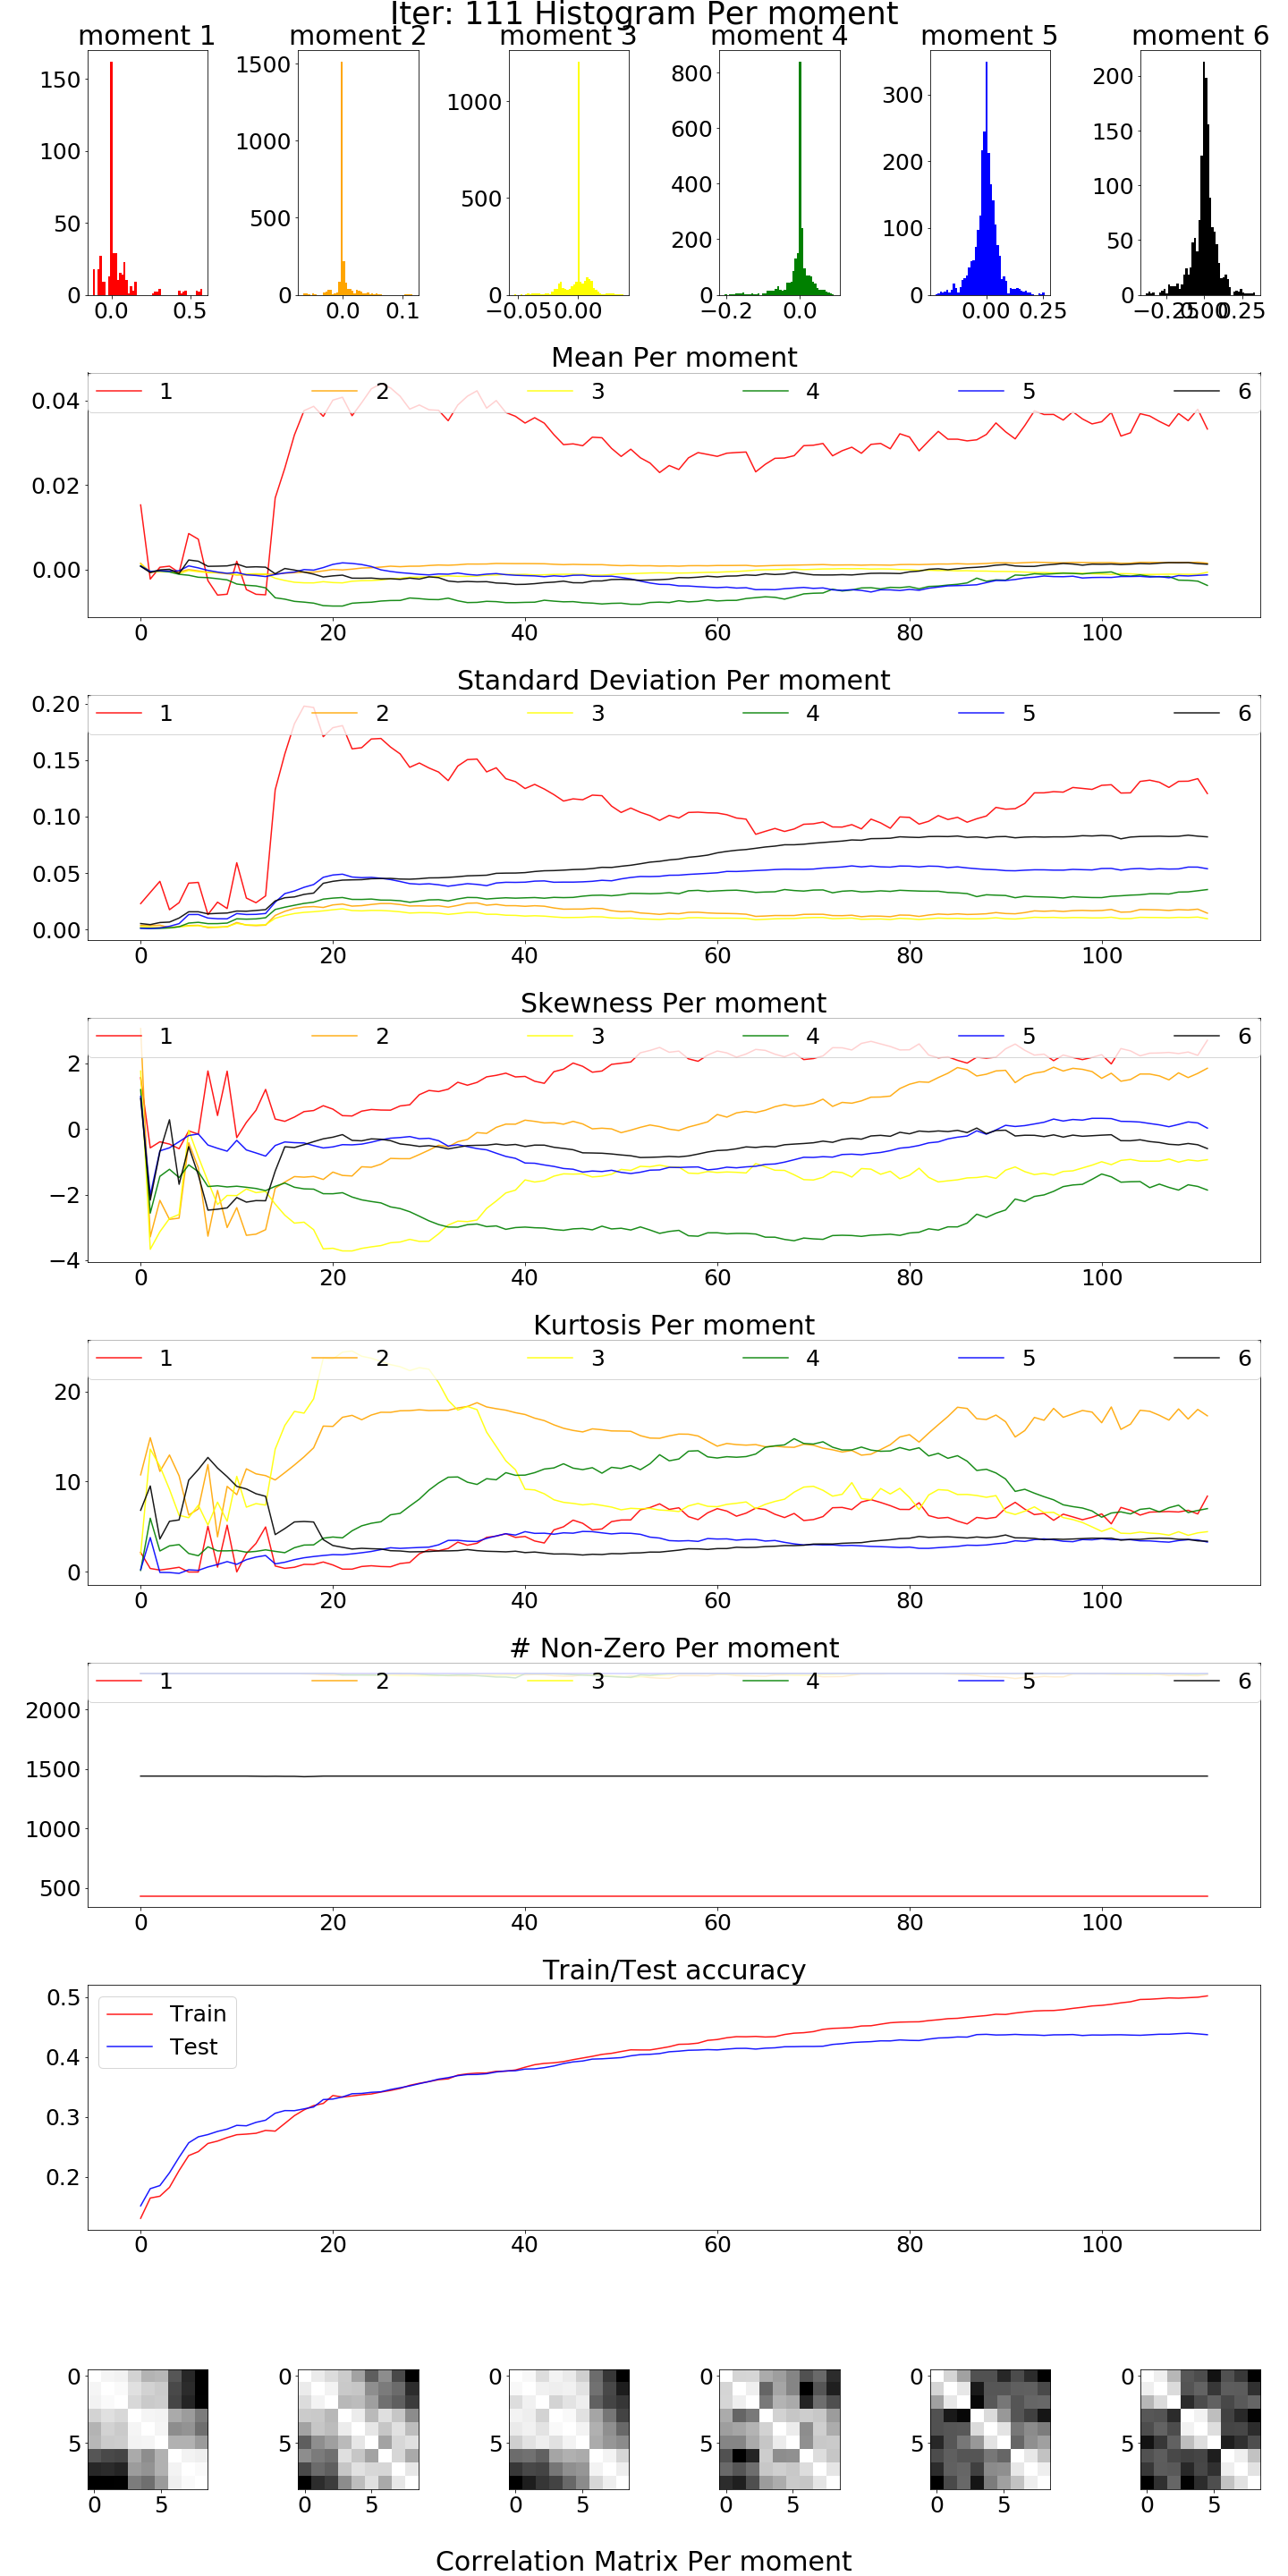 Iter: 111 Histogram Per moment
moment 1 moment 2 moment 3 moment 4 moment 5 moment 6
150
100
50
0
0.0 0.5
1500
1000
500
0
0.0 0.1
1000
500
0
−0.05 0.00
800
600
400
200
0
−0.2 0.0
300
200
100
0
0.00 0.25
200
150
100
50
0
−0.25 0.00 0.25
Mean Per moment
1 2 3 4 5 6
0.04
0.02
0.00
0 20 40 60 80 100
Standard Deviation Per moment
1 2 3 4 5 6
0.20
0.15
0.10
0.05
0.00
0 20 40 60 80 100
Skewness Per moment
1 2 3 4 5 6
2
0
−2
−4
0 20 40 60 80 100
Kurtosis Per moment
1 2 3 4 5 6
20
10
0
0 20 40 60 80 100
# Non-Zero Per moment
1 2 3 4 5 6
2000
1500
1000
500
0 20 40 60 80 100
Train/Test accuracy
Train
Test
0.5
0.4
0.3
0.2
0 20 40 60 80 100
0 0 0 0 0 0
5 5 5 5 5 5
0 5 0 5 0 5 0 5 0 5 0 5
Correlation Matrix Per moment